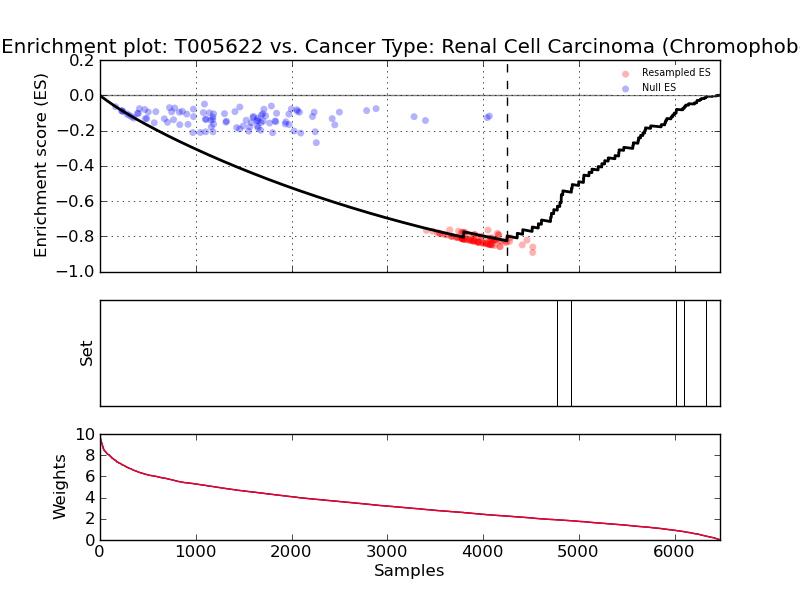 Enrichment plot: T005622 vs. Cancer Type: Renal Cell Carcinoma (Chromophob
0.2
0.0
−0.2
−0.4
−0.6
−0.8
−1.0
Enrichment score (ES)
Resampled ES
Null ES
Set
10
8
6
4
2
0
Weights
0 1000 2000 3000 4000 5000 6000
Samples